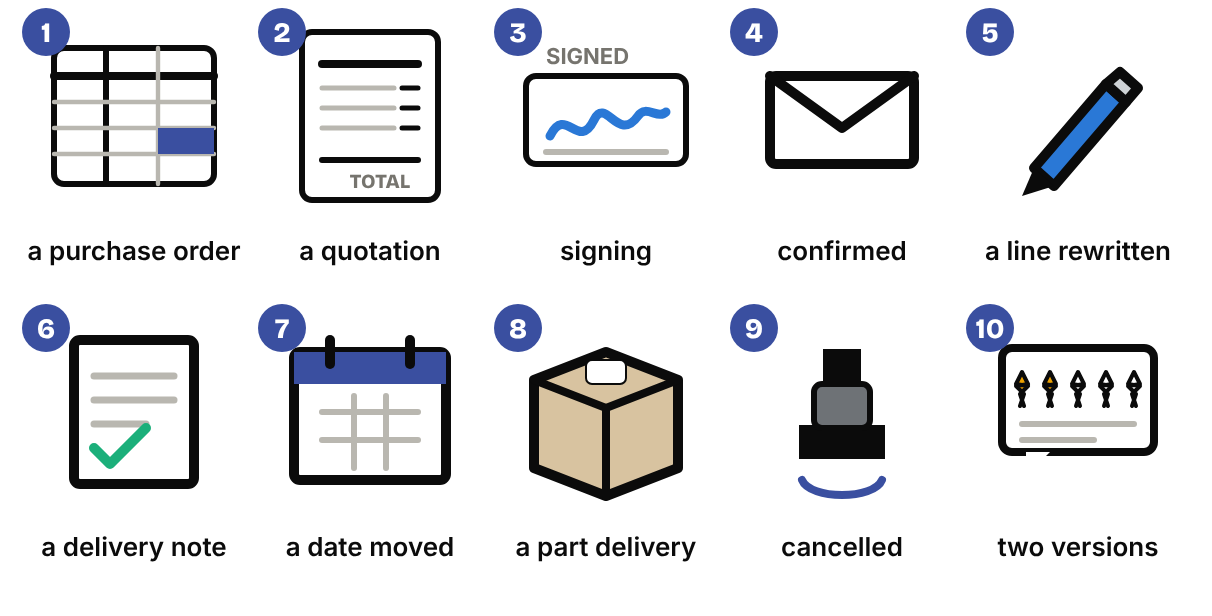 1
2
3
4
5
SIGNED
TOTAL
a purchase order
a quotation
signing
confirmed
a line rewritten
6
7
8
9
10
a delivery note
a date moved
a part delivery
cancelled
two versions